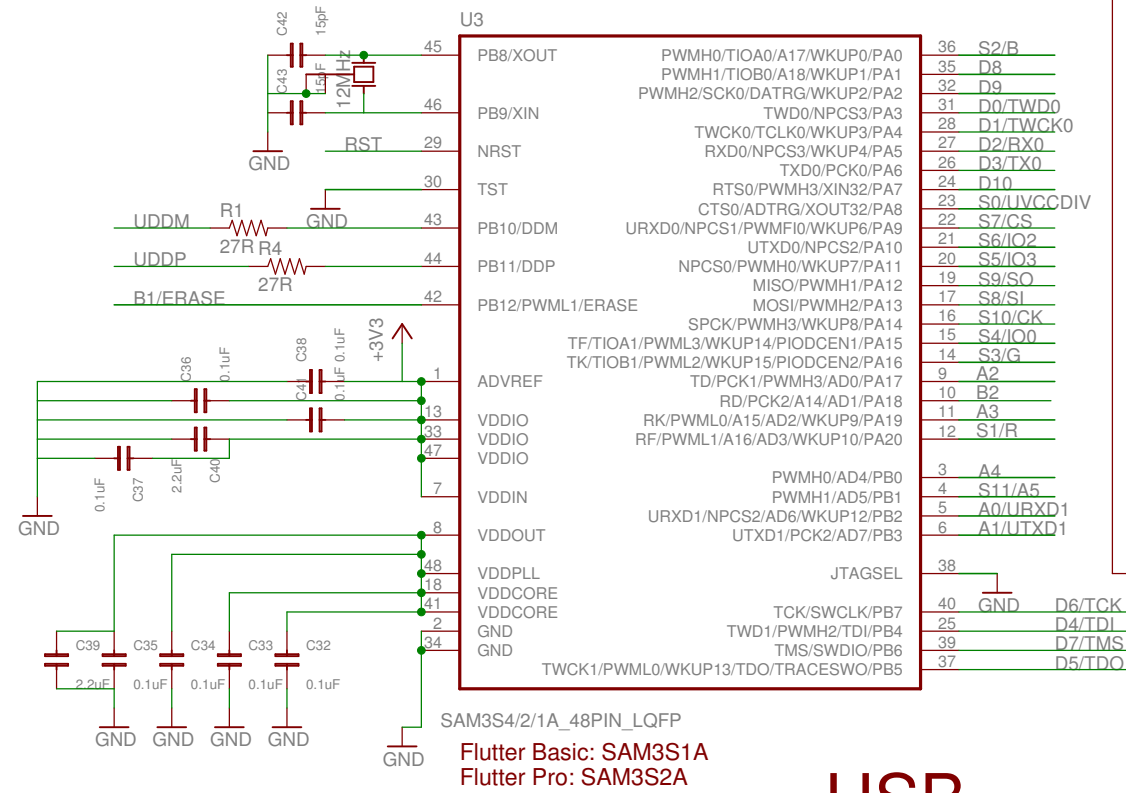 U3
C42
15pF
C43
15pF
12MHz
GND
45 PB8/XOUT
46 PB9/XIN
RST 29 NRST
30 TST
GND
UDDM R1 27R 43 PB10/DDM
UDDP R4 27R 44 PB11/DDP
B1/ERASE 42 PB12/PWML1/ERASE
+3V3
C36 0.1uF
C38 0.1uF
C41 0.1uF
C40 2.2uF
C37 0.1uF
GND
1 ADVREF
13 VDDIO
33 VDDIO
47 VDDIO
7 VDDIN
8 VDDOUT
48 VDDPLL
18 VDDCORE
41 VDDCORE
2 GND
34 GND
C39 C35 C34 C33 C32
2.2uF 0.1uF 0.1uF 0.1uF 0.1uF
GND GND GND GND
GND
PWMH0/TIOA0/A17/WKUP0/PA0 36 S2/B
PWMH1/TIOB0/A18/WKUP1/PA1 35 D8
PWMH2/SCK0/DATRG/WKUP2/PA2 32 D9
TWD0/NPCS3/PA3 31 D0/TWD0
TWCK0/TCLK0/WKUP3/PA4 28 D1/TWCK0
RXD0/NPCS3/WKUP4/PA5 27 D2/RX0
TXD0/PCK0/PA6 26 D3/TX0
RTS0/PWMH3/XIN32/PA7 24 D10
CTS0/ADTRG/XOUT32/PA8 23 S0/UVCCDIV
URXD0/NPCS1/PWMFI0/WKUP6/PA9 22 S7/CS
UTXD0/NPCS2/PA10 21 S6/IO2
NPCS0/PWMH0/WKUP7/PA11 20 S5/IO3
MISO/PWMH1/PA12 19 S9/SO
MOSI/PWMH2/PA13 17 S8/SI
SPCK/PWMH3/WKUP8/PA14 16 S10/CK
TF/TIOA1/PWML3/WKUP14/PIODCEN1/PA15 15 S4/IO0
TK/TIOB1/PWML2/WKUP15/PIODCEN2/PA16 14 S3/G
TD/PCK1/PWMH3/AD0/PA17 9 A2
RD/PCK2/A14/AD1/PA18 10 B2
RK/PWML0/A15/AD2/WKUP9/PA19 11 A3
RF/PWML1/A16/AD3/WKUP10/PA20 12 S1/R
PWMH0/AD4/PB0 3 A4
PWMH1/AD5/PB1 4 S11/A5
URXD1/NPCS2/AD6/WKUP12/PB2 5 A0/URXD1
UTXD1/PCK2/AD7/PB3 6 A1/UTXD1
JTAGSEL 38
GND
TCK/SWCLK/PB7 40 D6/TCK
TWD1/PWMH2/TDI/PB4 25 D4/TDI
TMS/SWDIO/PB6 39 D7/TMS
TWCK1/PWML0/WKUP13/TDO/TRACESWO/PB5 37 D5/TDO
SAM3S4/2/1A_48PIN_LQFP
Flutter Basic: SAM3S1A
Flutter Pro: SAM3S2A
USB